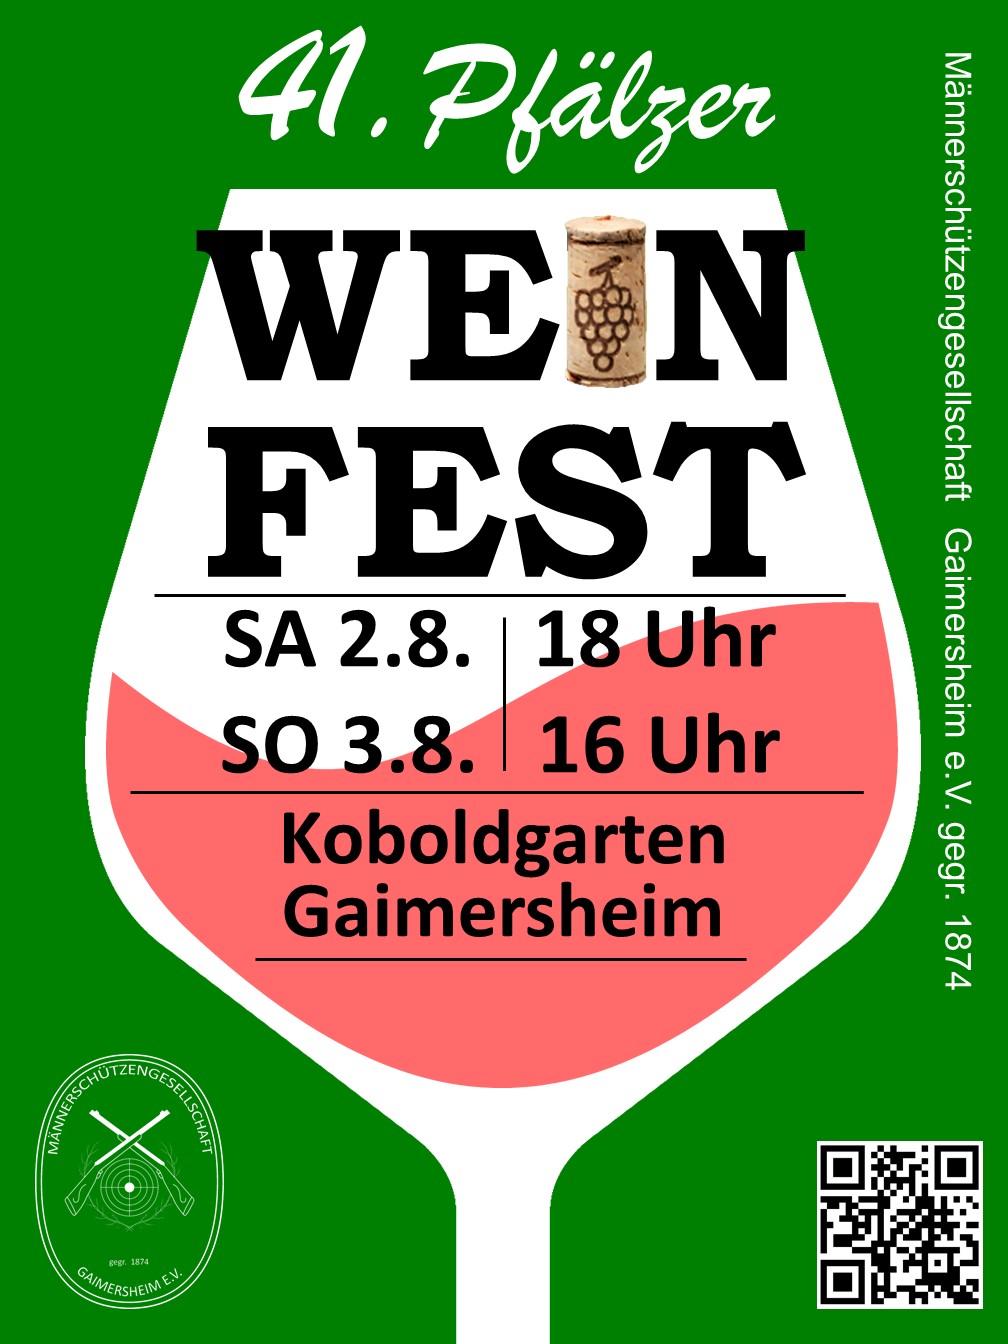 41. Pfälzer
WEIN
FEST
SA 2.8. 18 Uhr
SO 3.8. 16 Uhr
Koboldgarten
Gaimersheim
Männerschützengesellschaft Gaimersheim e.V. gegr. 1874
MÄNNERSCHÜTZENGESELLSCHAFT
gegr. 1874
GAIMERSHEIM E.V.